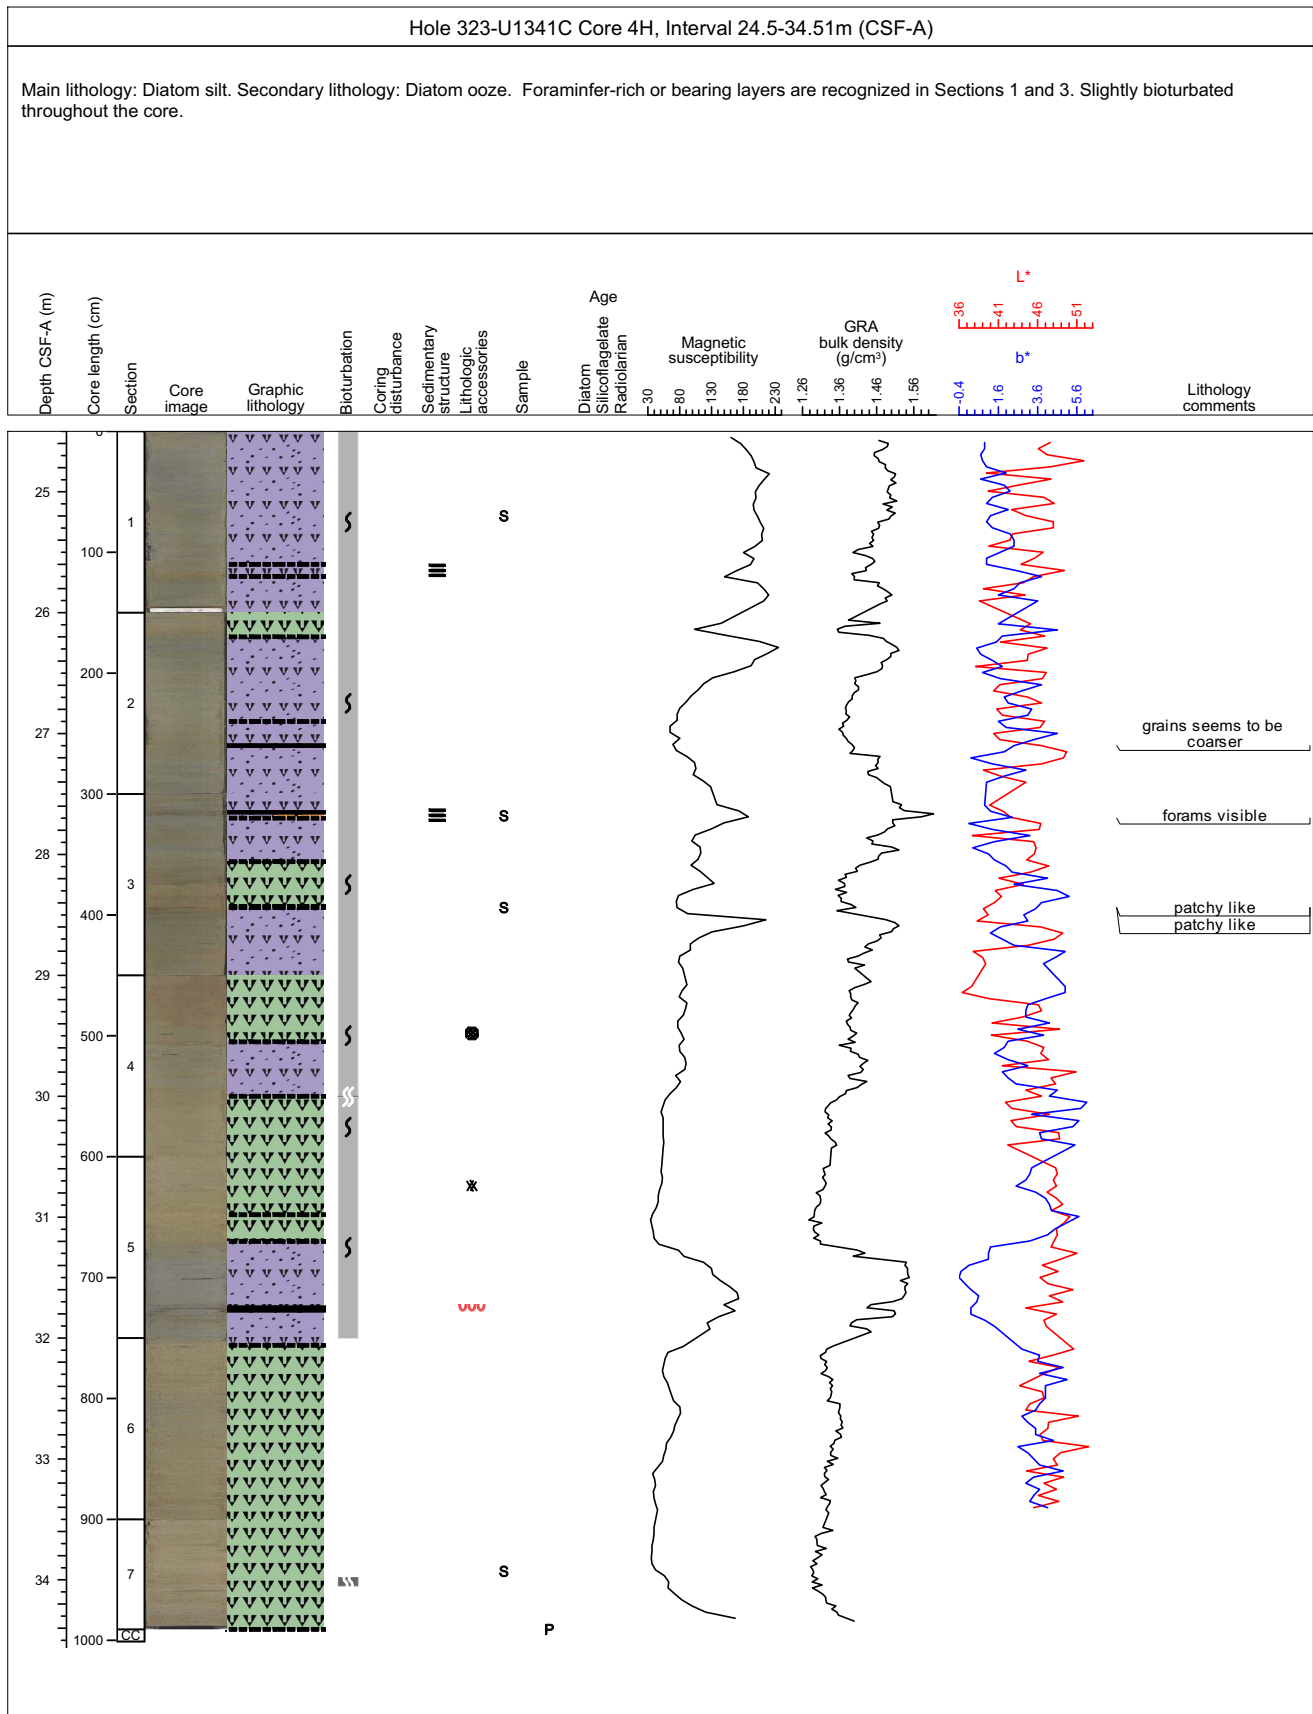 Hole 323-U1341C Core 4H, Interval 24.5-34.51m (CSF-A)
Main lithology: Diatom silt. Secondary lithology: Diatom ooze.  Foraminfer-rich or bearing layers are recognized in Sections 1 and 3. Slightly bioturbated
throughout the core.
Depth CSF-A (m)
Core length (cm)
Section
Core
image
Graphic
lithology
Bioturbation
Coring
disturbance
Sedimentary
structure
Lithologic
accessories
Sample
Age
Diatom
Silicoflagelate
Radiolarian
Magnetic
susceptibility
30 80 130 180 230
GRA
bulk density
(g/cm³)
1.26 1.36 1.46 1.56
L*
36 41 46 51
b*
-0.4 1.6 3.6 5.6
Lithology
comments
0
25
1
S
100
26
200
2
27
grains seems to be
coarser
300
S
forams visible
28
3
400
S
patchy like
patchy like
29
500
4
30
600
31
5
700
32
800
6
33
900
7
34
S
CC
P
1000